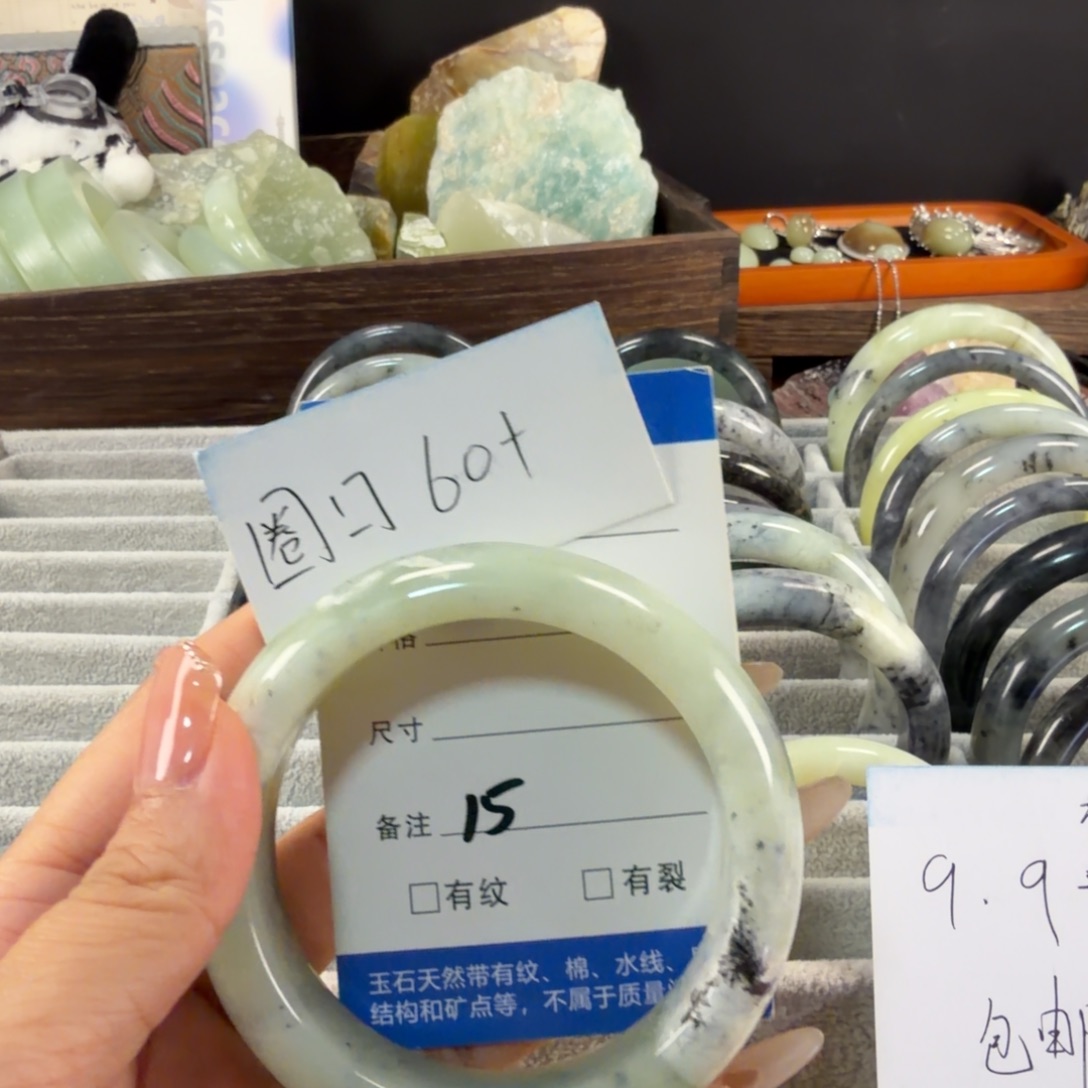 圈口 60+
尺寸
备注 15
□有纹 □有裂
玉石天然带有纹、棉、水线、
结构和矿点等，不属于质量
9.9
包邮